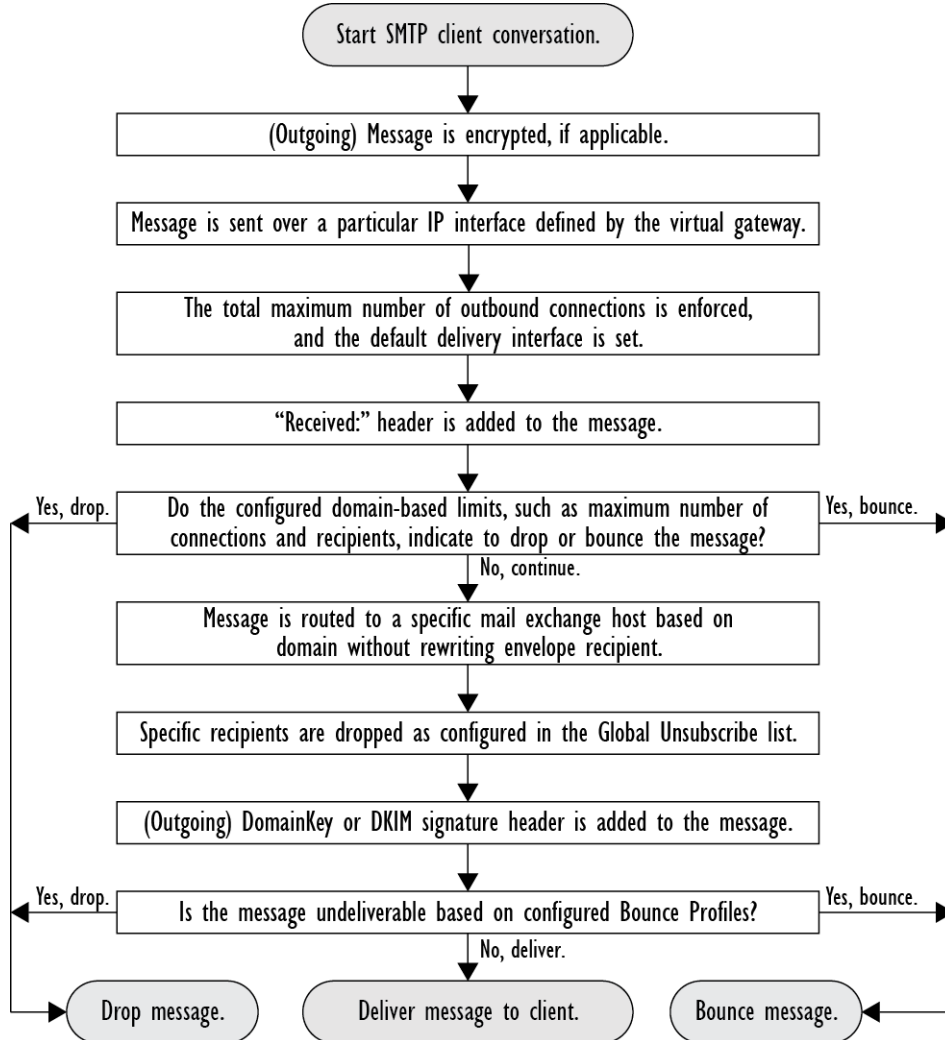 Start SMTP client conversation.
(Outgoing) Message is encrypted, if applicable.
Message is sent over a particular IP interface defined by the virtual gateway.
The total maximum number of outbound connections is enforced,
and the default delivery interface is set.
“Received:” header is added to the message.
Yes, drop.
Do the configured domain-based limits, such as maximum number of
connections and recipients, indicate to drop or bounce the message?
Yes, bounce.
No, continue.
Message is routed to a specific mail exchange host based on
domain without rewriting envelope recipient.
Specific recipients are dropped as configured in the Global Unsubscribe list.
(Outgoing) DomainKey or DKIM signature header is added to the message.
Yes, drop.
Is the message undeliverable based on configured Bounce Profiles?
Yes, bounce.
No, deliver.
Drop message.
Deliver message to client.
Bounce message.